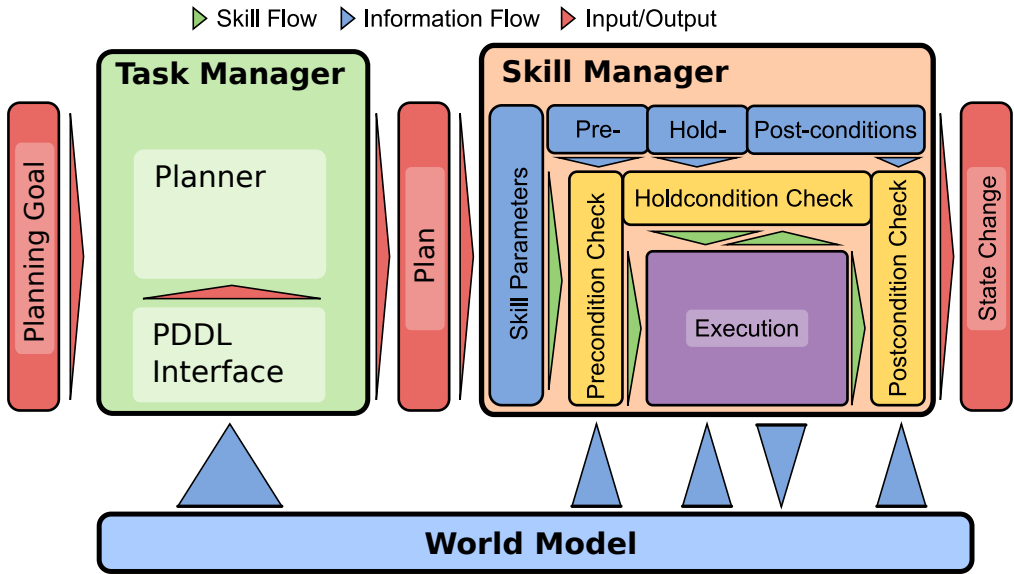 Skill Flow Information Flow Input/Output
Task Manager
Skill Manager
Planning Goal
Planner
PDDL
Interface
Plan
Skill Parameters
Pre- Hold- Post-conditions
Precondition Check
Holdcondition Check
Execution
Postcondition Check
State Change
World Model